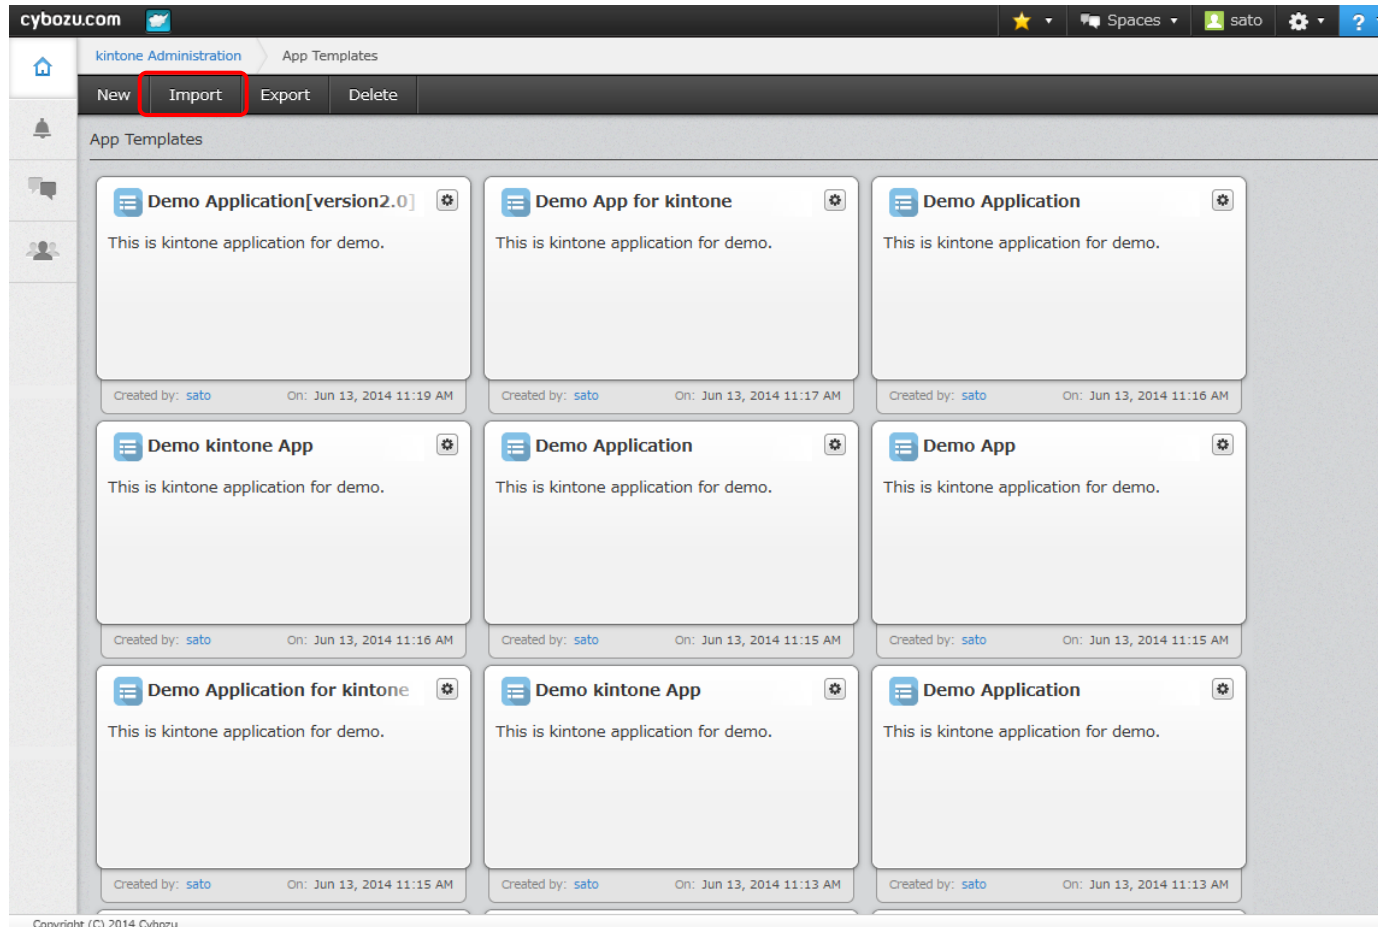 cybozu.com Spaces sato ?
kintone Administration App Templates
New Import Export Delete
App Templates
Demo Application[version2.0] Demo App for kintone Demo Application
This is kintone application for demo. This is kintone application for demo. This is kintone application for demo.
Created by: sato On: Jun 13, 2014 11:19 AM Created by: sato On: Jun 13, 2014 11:17 AM Created by: sato On: Jun 13, 2014 11:16 AM
Demo kintone App Demo Application Demo App
This is kintone application for demo. This is kintone application for demo. This is kintone application for demo.
Created by: sato On: Jun 13, 2014 11:16 AM Created by: sato On: Jun 13, 2014 11:15 AM Created by: sato On: Jun 13, 2014 11:15 AM
Demo Application for kintone Demo kintone App Demo Application
This is kintone application for demo. This is kintone application for demo. This is kintone application for demo.
Created by: sato On: Jun 13, 2014 11:15 AM Created by: sato On: Jun 13, 2014 11:13 AM Created by: sato On: Jun 13, 2014 11:13 AM
Copyright (C) 2014 Cybozu